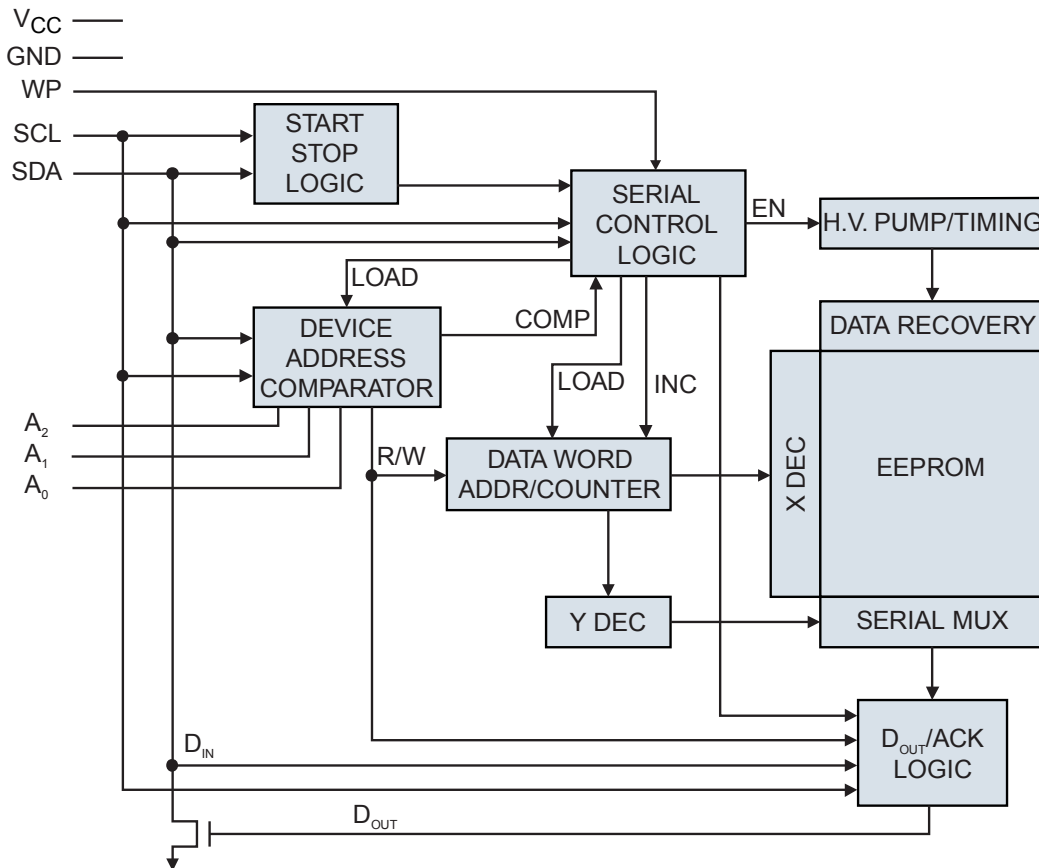 VCC
GND
WP
SCL
SDA
START
STOP
LOGIC
SERIAL
CONTROL
LOGIC
EN
H.V. PUMP/TIMING
LOAD
COMP
DEVICE
ADDRESS
COMPARATOR
LOAD
INC
DATA RECOVERY
A2
A1
A0
R/W
DATA WORD
ADDR/COUNTER
X DEC
EEPROM
Y DEC
SERIAL MUX
DIN
DOUT/ACK
LOGIC
DOUT